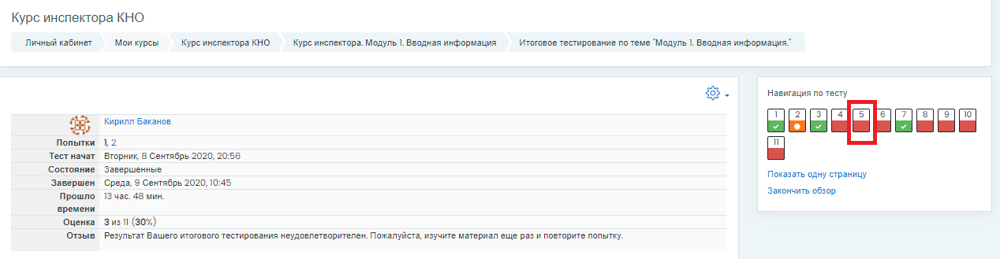 Курс инспектора КНО
Личный кабинет Мои курсы Курс инспектора КНО Курс инспектора. Модуль 1. Вводная информация Итоговое тестирование по теме "Модуль 1. Вводная информация."
Кирилл Баканов
Попытки 1, 2
Тест начат Вторник, 8 Сентябрь 2020, 20:56
Состояние Завершенные
Завершен Среда, 9 Сентябрь 2020, 10:45
Прошло времени 13 час. 48 мин.
Оценка 3 из 11 (30%)
Отзыв Результат Вашего итогового тестирования неудовлетворителен. Пожалуйста, изучите материал еще раз и повторите попытку.
Навигация по тесту
1 2 3 4 5 6 7 8 9 10
11
Показать одну страницу
Закончить обзор